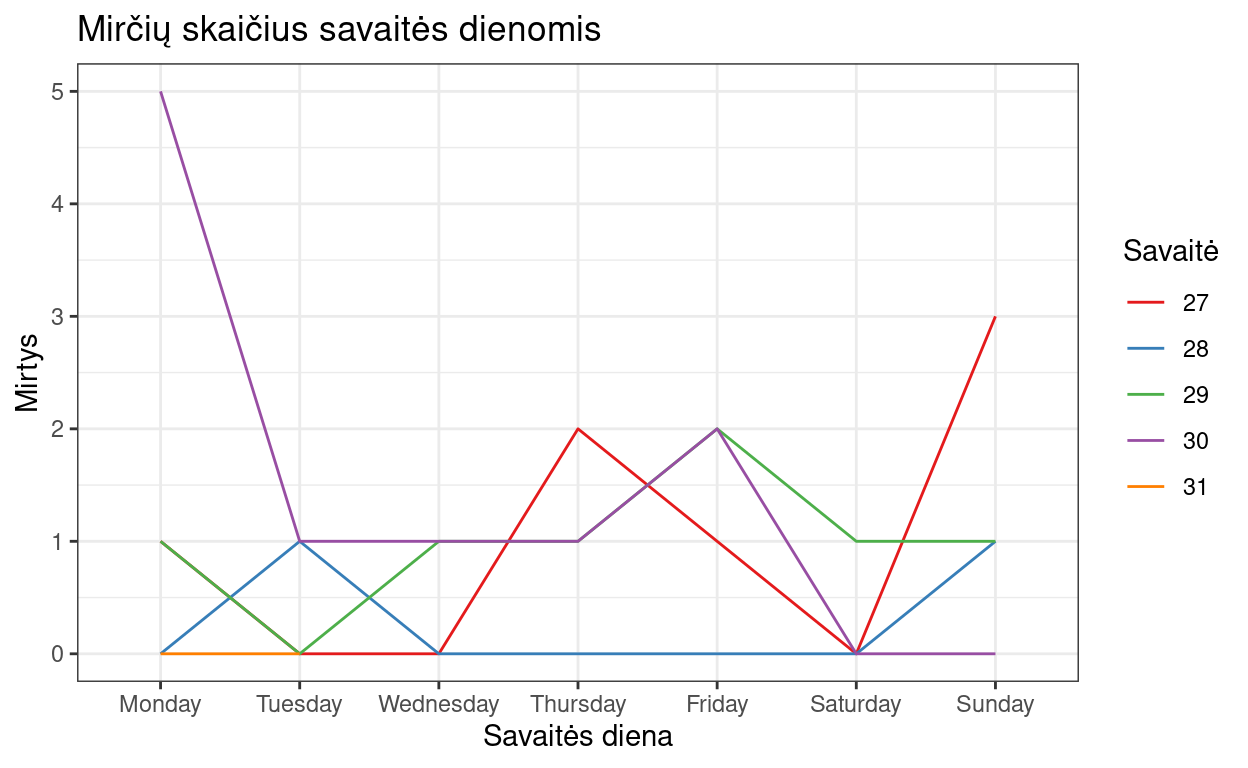 Mirčių skaičius savaitės dienomis
5
4
3
2
1
0
Mirtys
Monday Tuesday Wednesday Thursday Friday Saturday Sunday
Savaitės diena
Savaitė
27
28
29
30
31